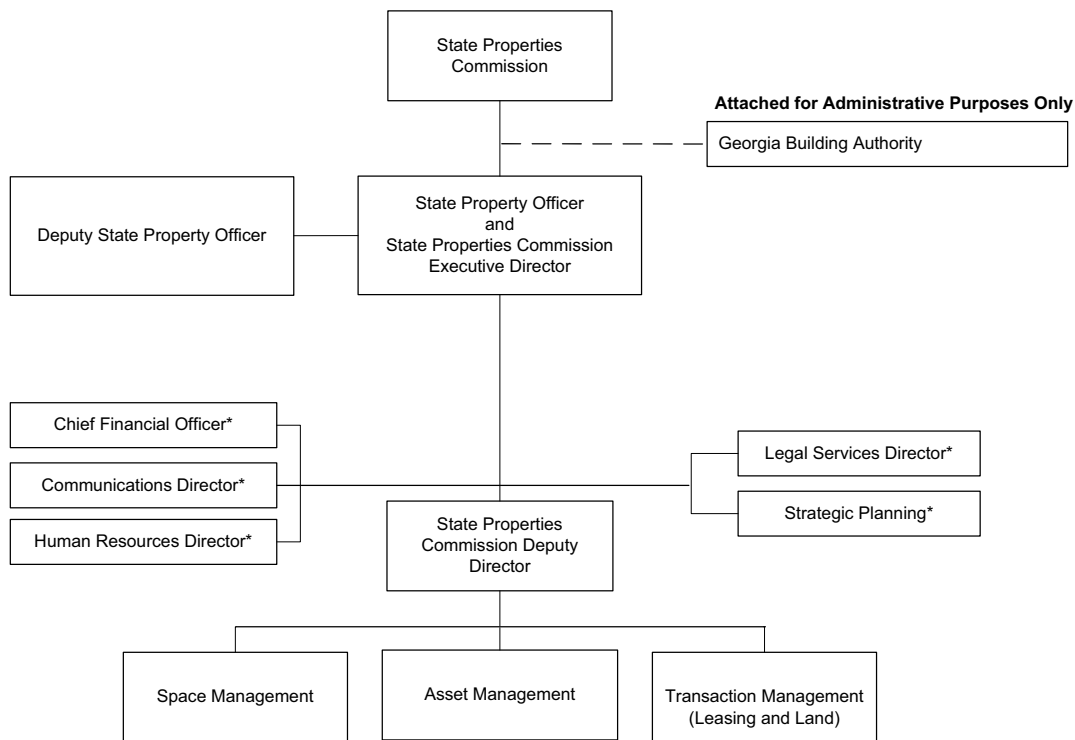 State Properties
Commission
Attached for Administrative Purposes Only
Georgia Building Authority
Deputy State Property Officer
State Property Officer
and
State Properties Commission
Executive Director
Chief Financial Officer*
Communications Director*
Human Resources Director*
Legal Services Director*
Strategic Planning*
State Properties
Commission Deputy
Director
Space Management
Asset Management
Transaction Management
(Leasing and Land)